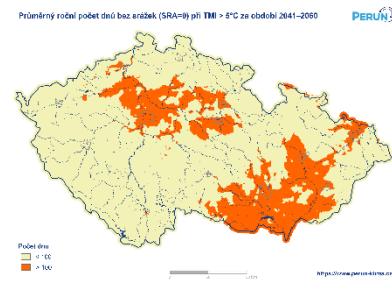 Průměrný roční počet dnů bez srážek (SRA=0) při TMI > 5°C za období 2041–2060
PERUN
Počet dnů
< 100
> 100
https://www.perun-klima.cz